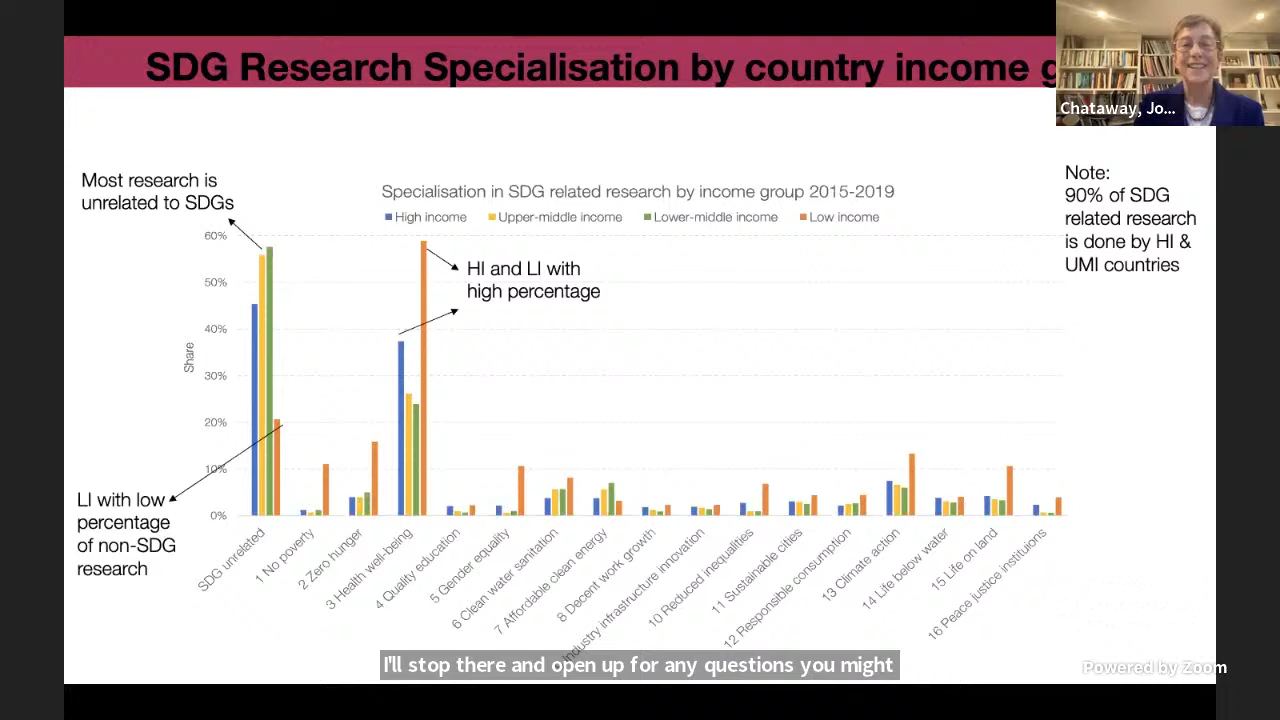 SDG Research Specialisation by country income g
Chataway, Jo...
Most research is
unrelated to SDGs
Specialisation in SDG related research by income group 2015-2019
High income
Upper-middle income
Lower-middle income
Low income
Note:
90% of SDG
related research
is done by HI &
UMI countries
HI and LI with
high percentage
60%
50%
40%
30%
20%
10%
0%
Share
LI with low
percentage
of non-SDG
research
SDG unrelated
1 No poverty
2 Zero hunger
3 Health well-being
4 Quality education
5 Gender equality
6 Clean water sanitation
7 Affordable clean energy
8 Decent work growth
Industry infrastructure innovation
10 Reduced inequalities
11 Sustainable cities
12 Responsible consumption
13 Climate action
14 Life below water
15 Life on land
16 Peace justice instituiions
I'll stop there and open up for any questions you might
Powered by Zoom